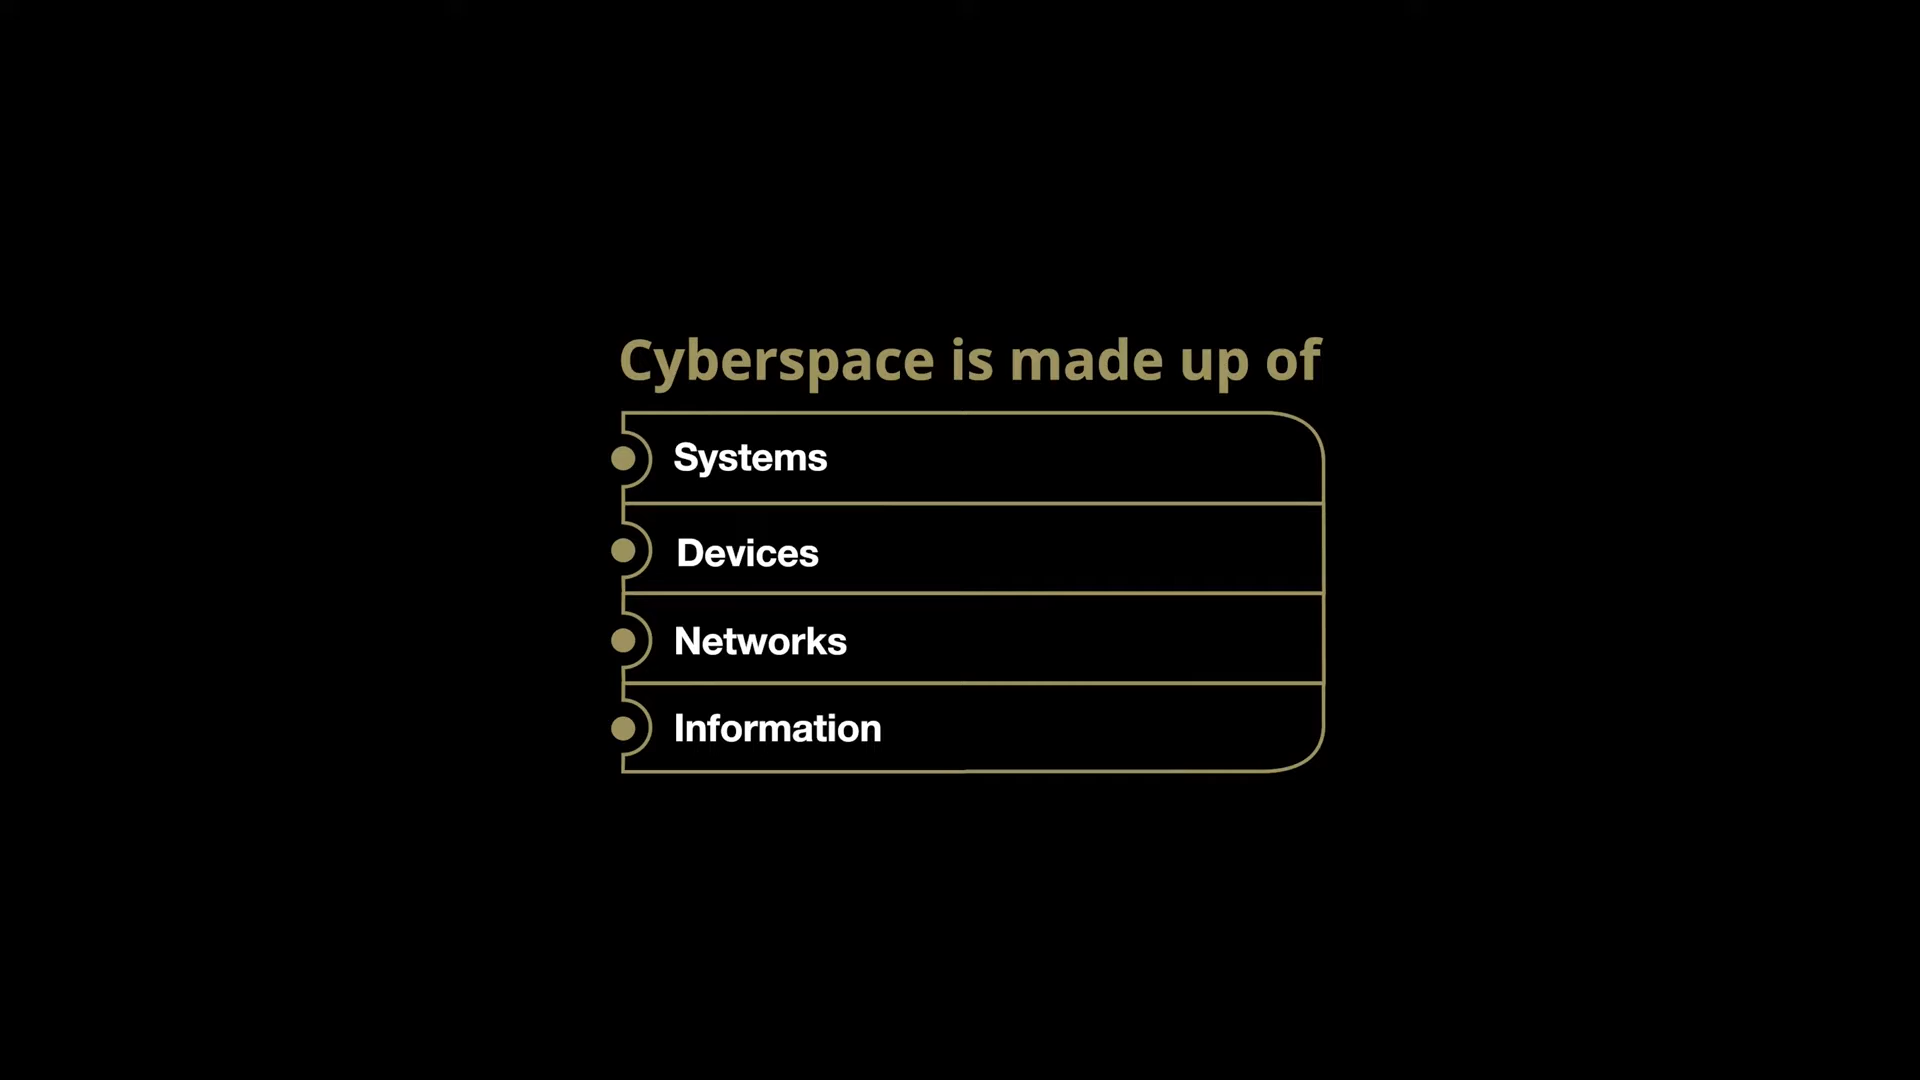 Cyberspace is made up of
Systems
Devices
Networks
Information